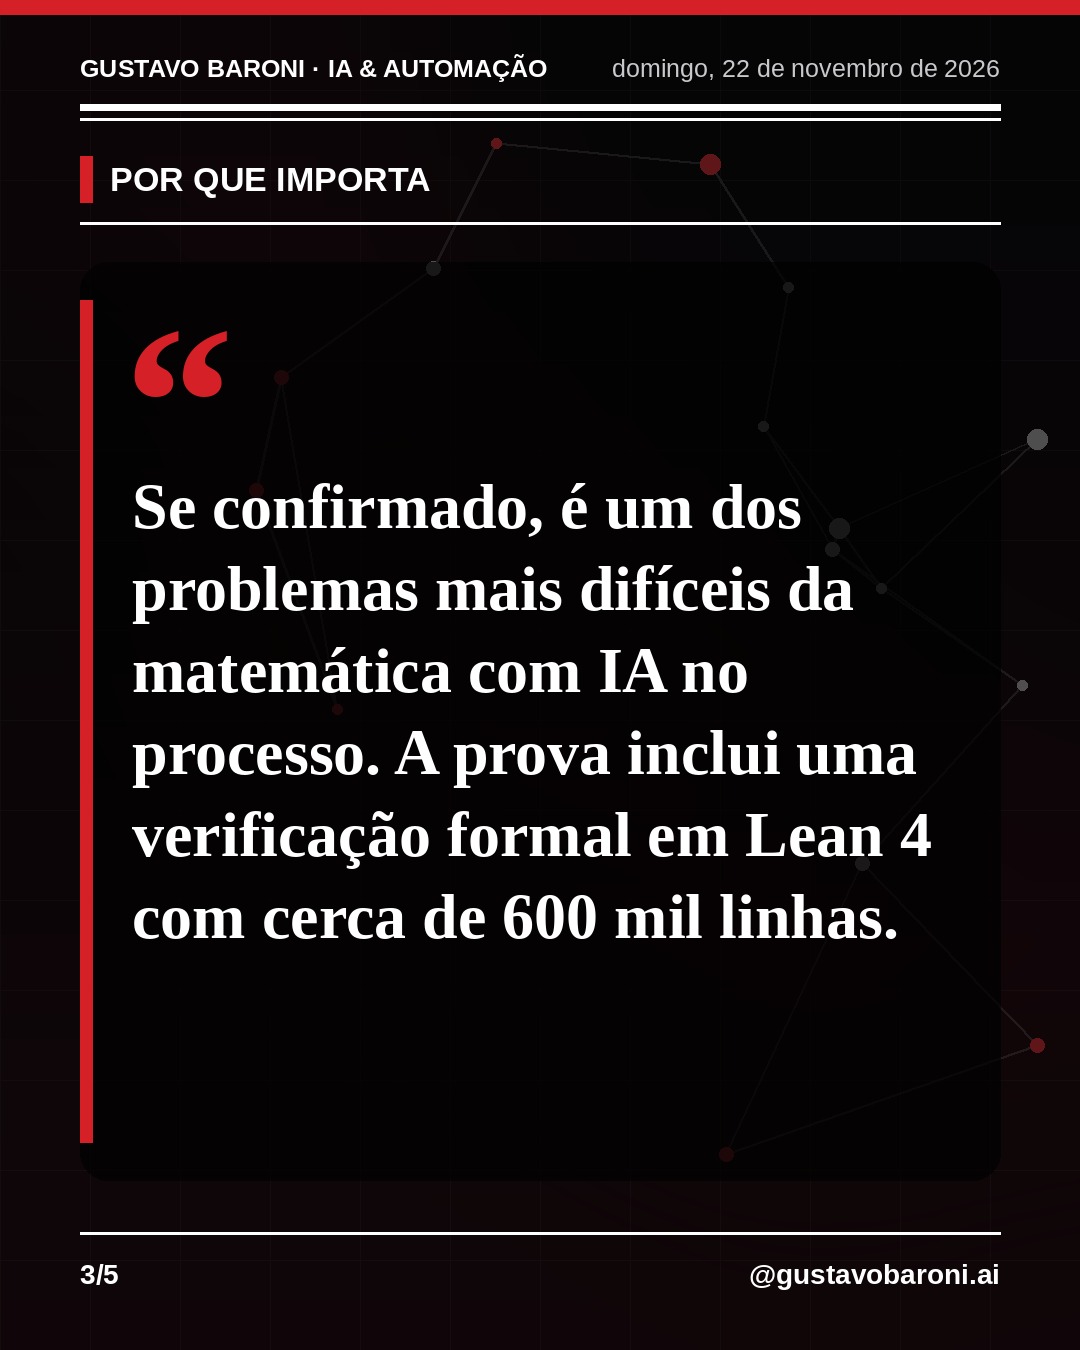 GUSTAVO BARONI · IA & AUTOMAÇÃO
domingo, 22 de novembro de 2026
POR QUE IMPORTA
“
Se confirmado, é um dos
problemas mais difíceis da
matemática com IA no
processo. A prova inclui uma
verificação formal em Lean 4
com cerca de 600 mil linhas.
3/5
@gustavobaroni.ai